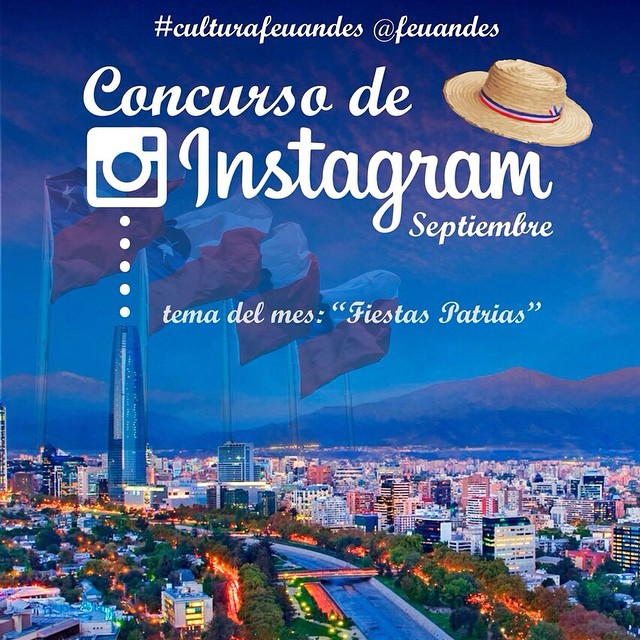 #culturafeuandes @feuandes
Concurso de
Instagram
Septiembre
tema del mes: “Fiestas Patrias”